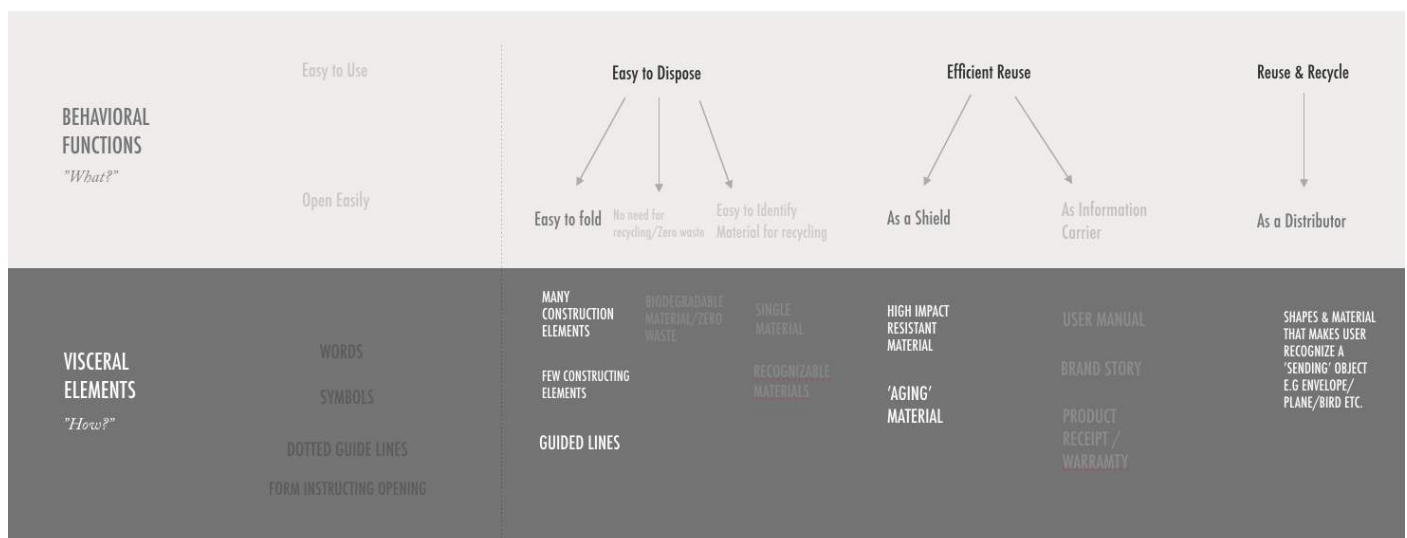 Easy to Use
Easy to Dispose
Efficient Reuse
Reuse & Recycle
BEHAVIORAL
FUNCTIONS
"What?"
Open Easily
Easy to fold
No need for
recycling/Zero waste
Easy to Identify
Material for recycling
As a Shield
As Information
Carrier
As a Distributor
VISCERAL
ELEMENTS
"How?"
WORDS
SYMBOLS
DOTTED GUIDE LINES
FORM INSTRUCTING OPENING
MANY
CONSTRUCTION
ELEMENTS
FEW CONSTRUCTING
ELEMENTS
GUIDED LINES
BIODEGRADABLE
MATERIAL/ZERO
WASTE
SINGLE
MATERIAL
RECOGNIZABLE
MATERIALS
HIGH IMPACT
RESISTANT
MATERIAL
'AGING'
MATERIAL
USER MANUAL
BRAND STORY
PRODUCT
RECEIPT /
WARRAMTY
SHAPES & MATERIAL
THAT MAKES USER
RECOGNIZE A
'SENDING' OBJECT
E.G ENVELOPE/
PLANE/BIRD ETC.